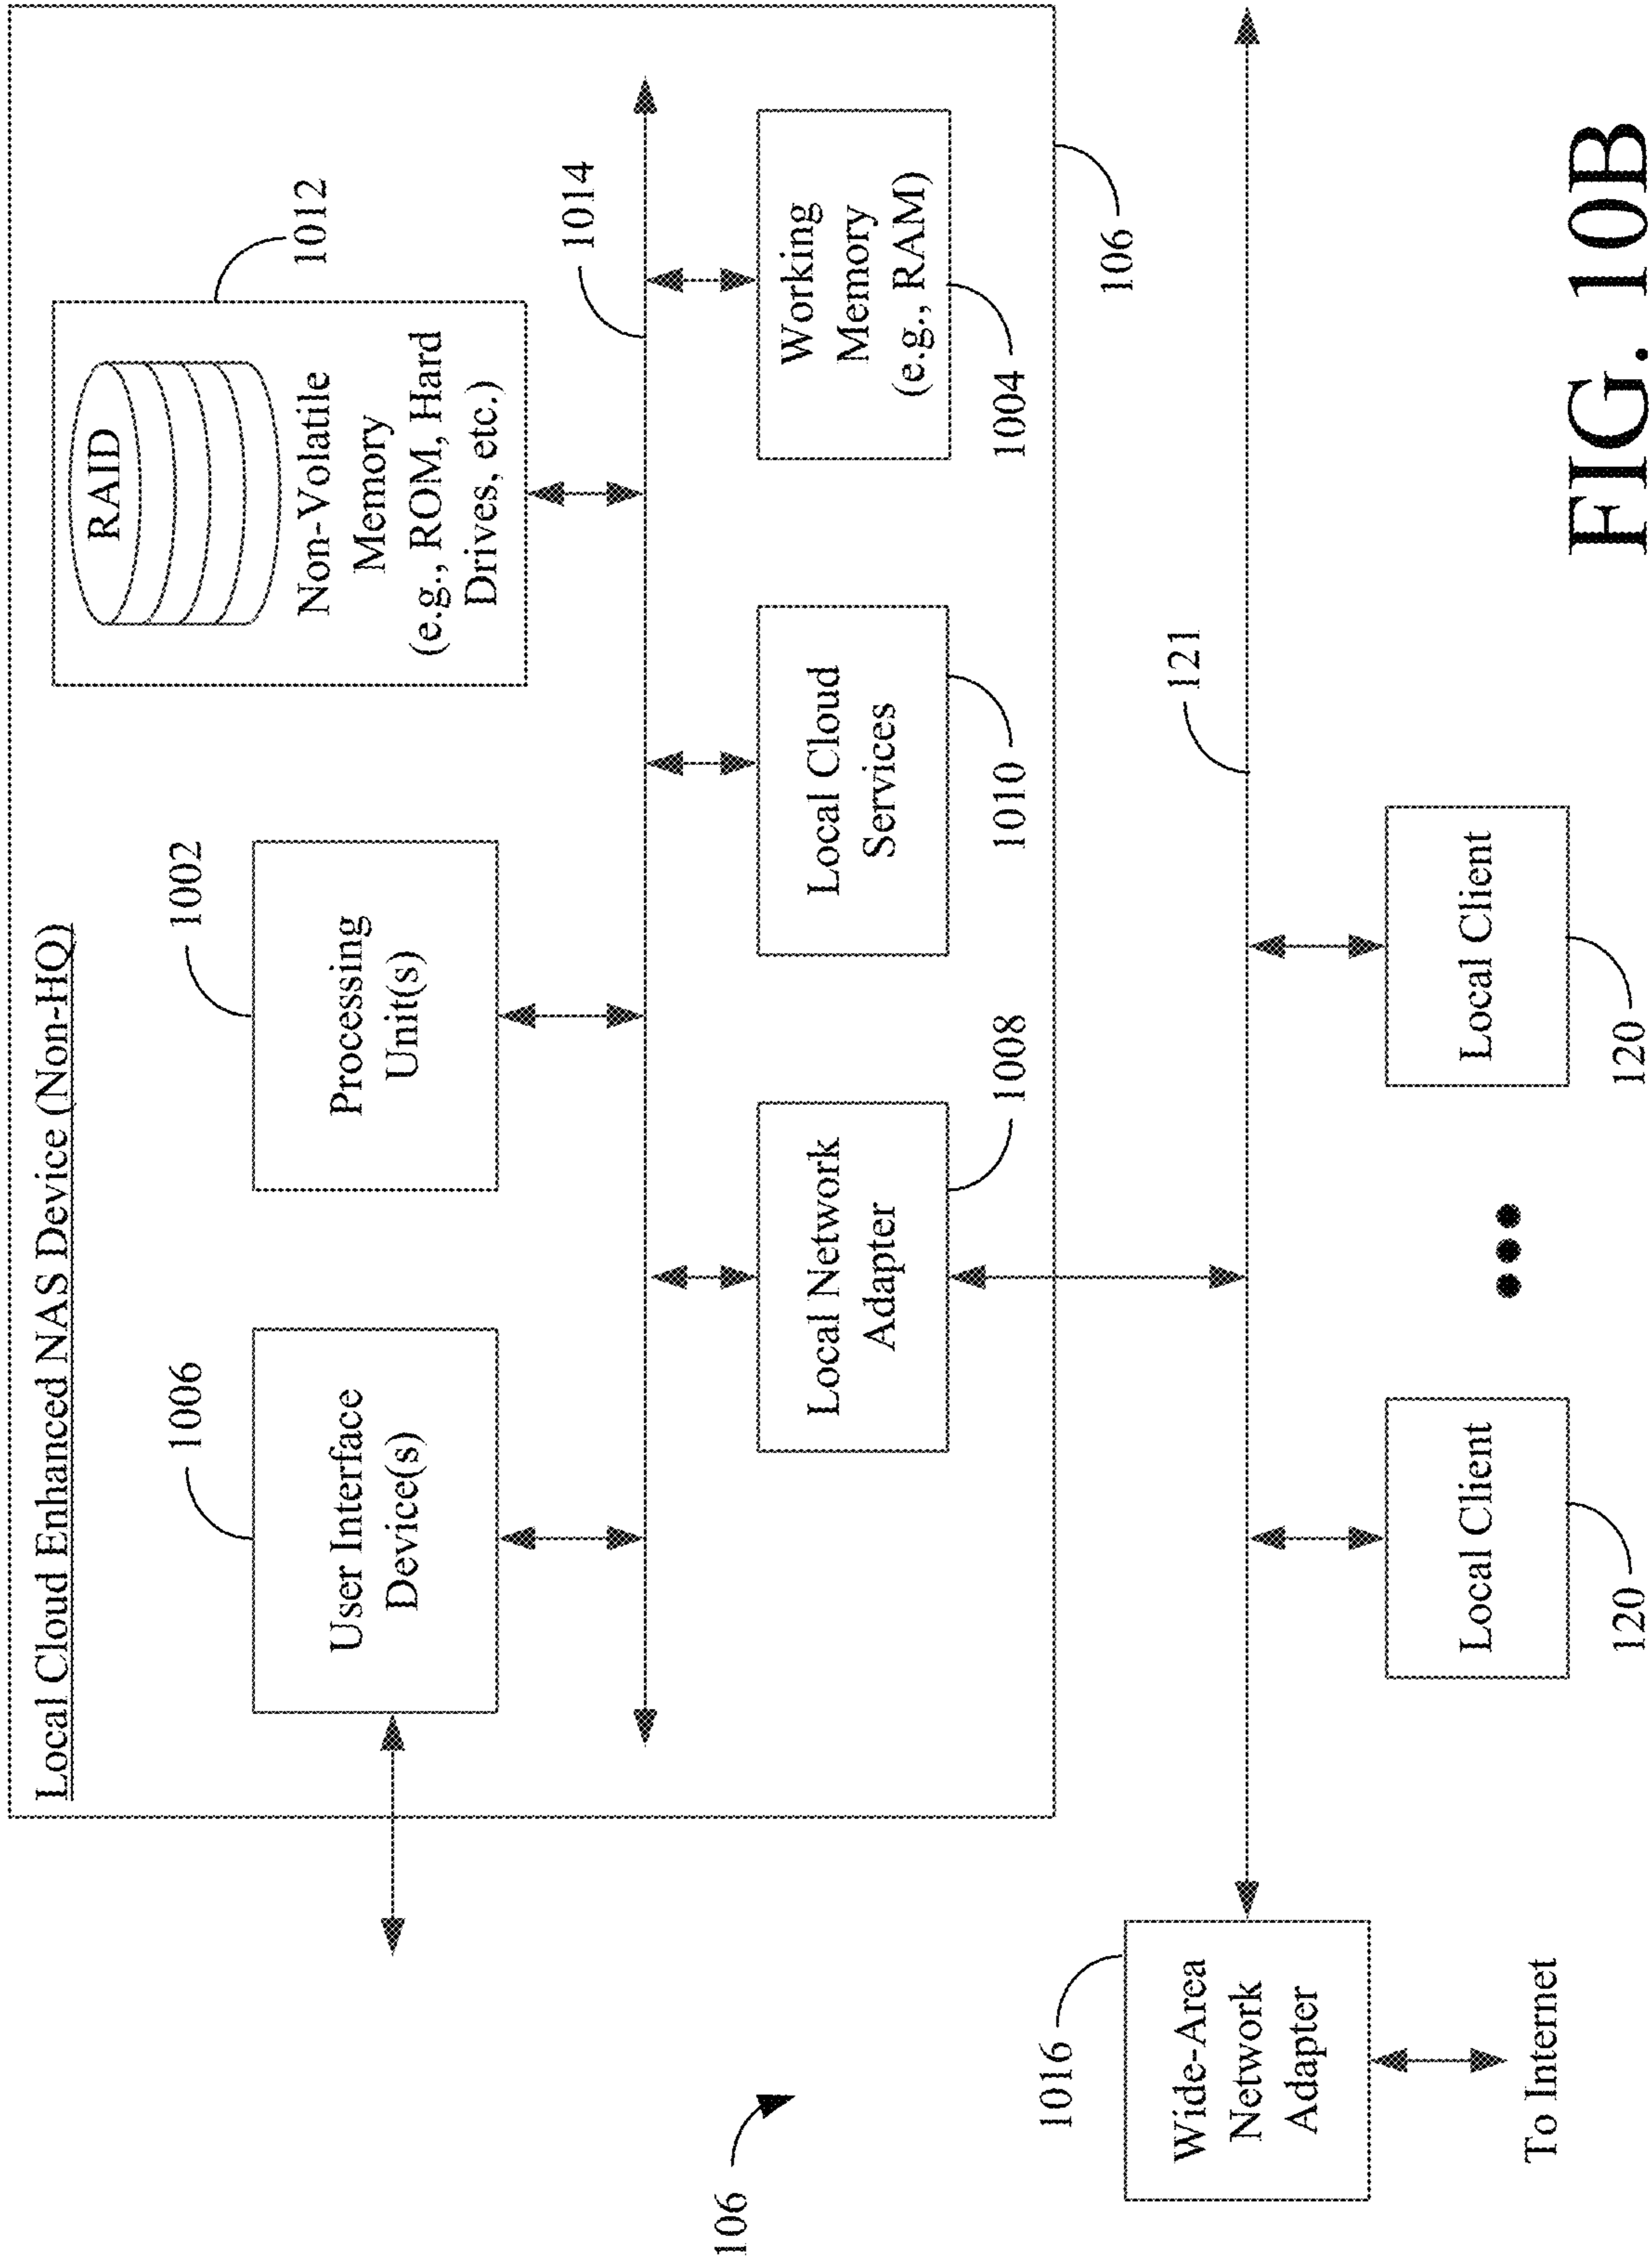 Local Cloud Enhanced NAS Device (Non-HQ)
1006
User Interface
Device(s)
1002
Processing
Unit(s)
RAID
Non-Volatile
Memory
(e.g., ROM, Hard
Drives, etc.)
1012
1014
Local Network
Adapter
1008
Local Cloud
Services
1010
Working
Memory
(e.g., RAM)
1004
106
106
1016
Wide-Area
Network
Adapter
To Internet
121
Local Client
120
Local Client
120
FIG. 10B